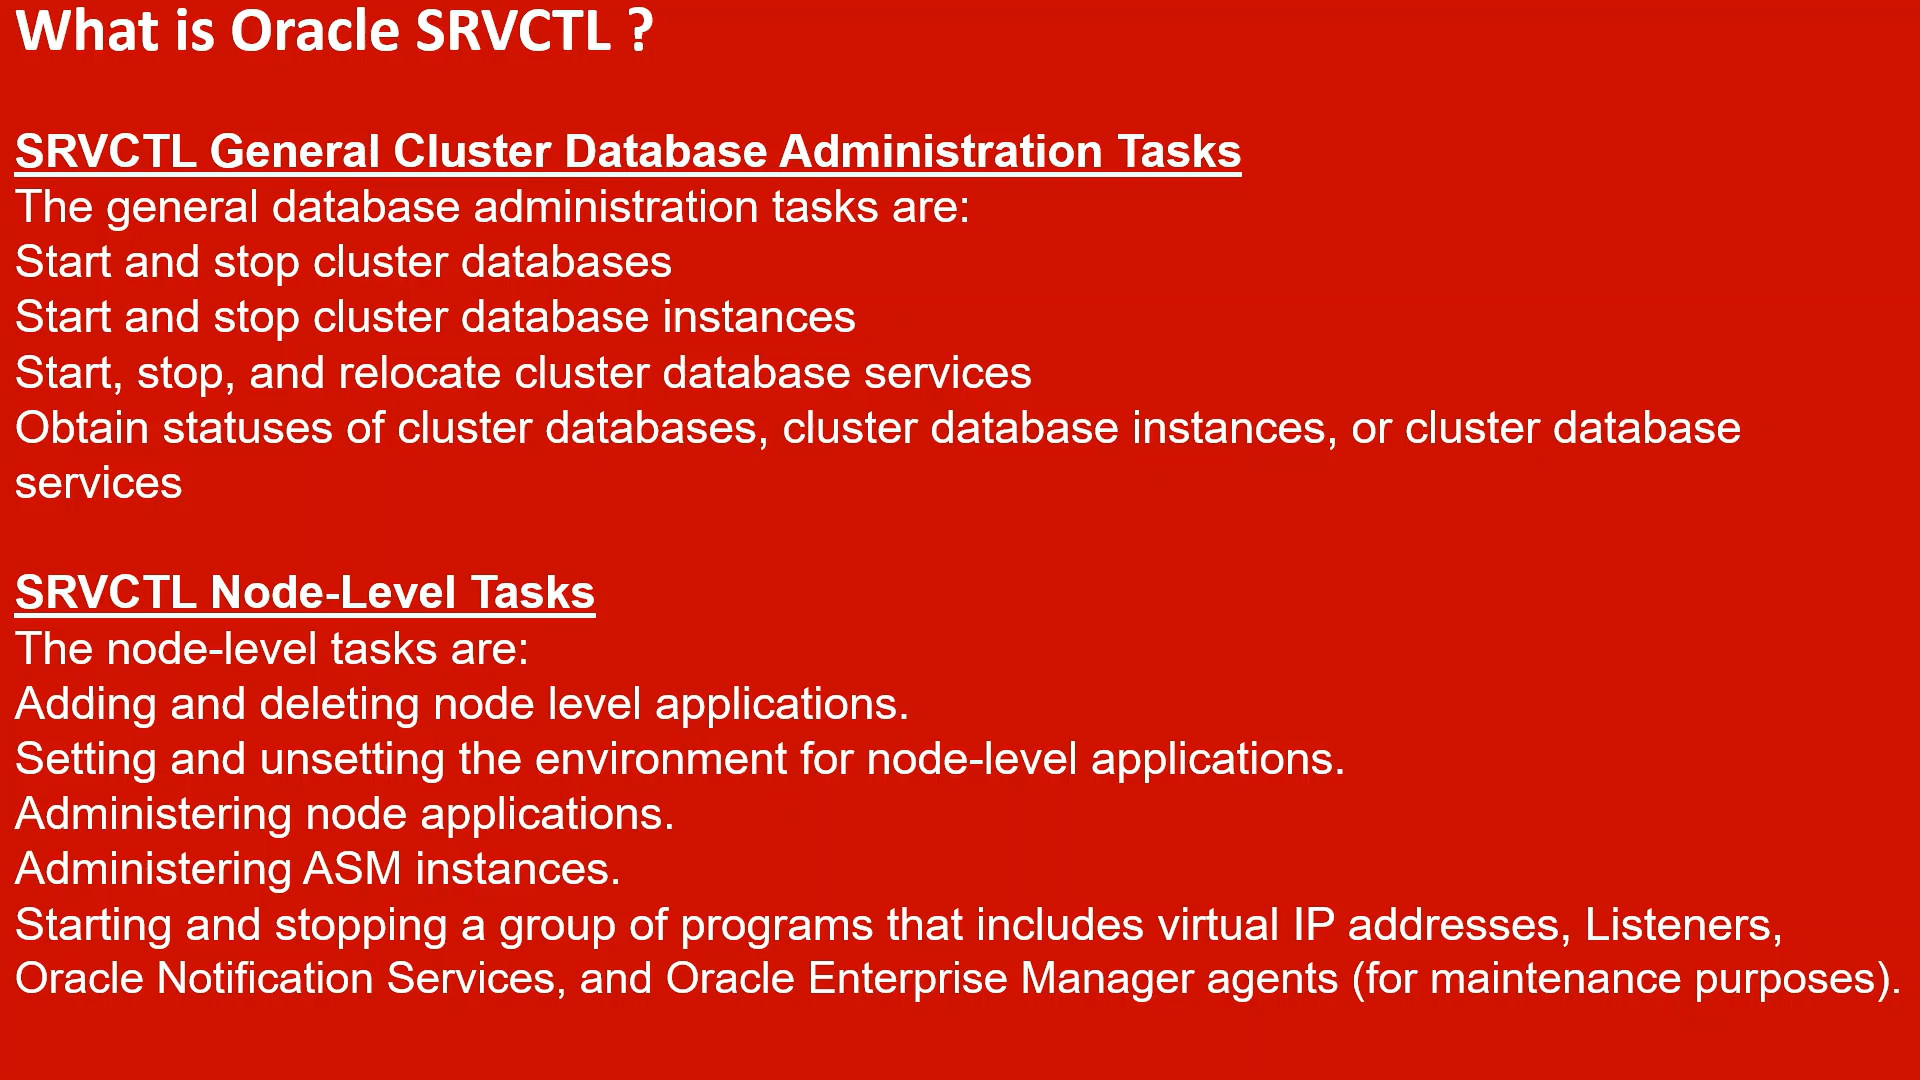 What is Oracle SRVCTL ?
SRVCTL General Cluster Database Administration Tasks
The general database administration tasks are:
Start and stop cluster databases
Start and stop cluster database instances
Start, stop, and relocate cluster database services
Obtain statuses of cluster databases, cluster database instances, or cluster database
services
SRVCTL Node-Level Tasks
The node-level tasks are:
Adding and deleting node level applications.
Setting and unsetting the environment for node-level applications.
Administering node applications.
Administering ASM instances.
Starting and stopping a group of programs that includes virtual IP addresses, Listeners,
Oracle Notification Services, and Oracle Enterprise Manager agents (for maintenance purposes).